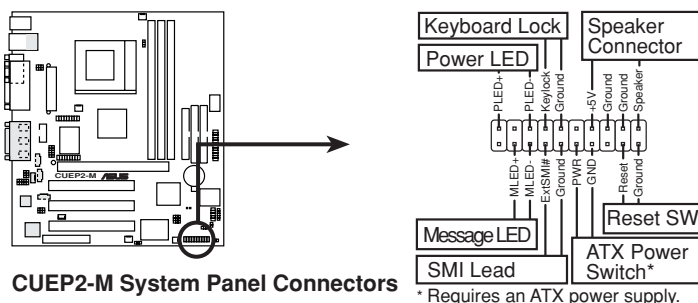 Keyboard Lock
Speaker
Connector
Power LED
PLED+
PLED-
Keylock
Ground
+5V
Ground
Ground
Speaker
MLED+
MLED-
ExtSMI#
Ground
PWR
GND
Reset
Ground
CUEP2-M ASUS
Message LED
SMI Lead
ATX Power
Switch*
Reset SW
CUEP2-M System Panel Connectors
* Requires an ATX power supply.